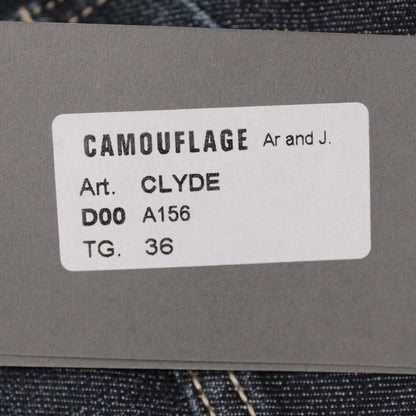 CAMOUFLAGE Ar and J.
Art. CLYDE
D00 A156
TG. 36